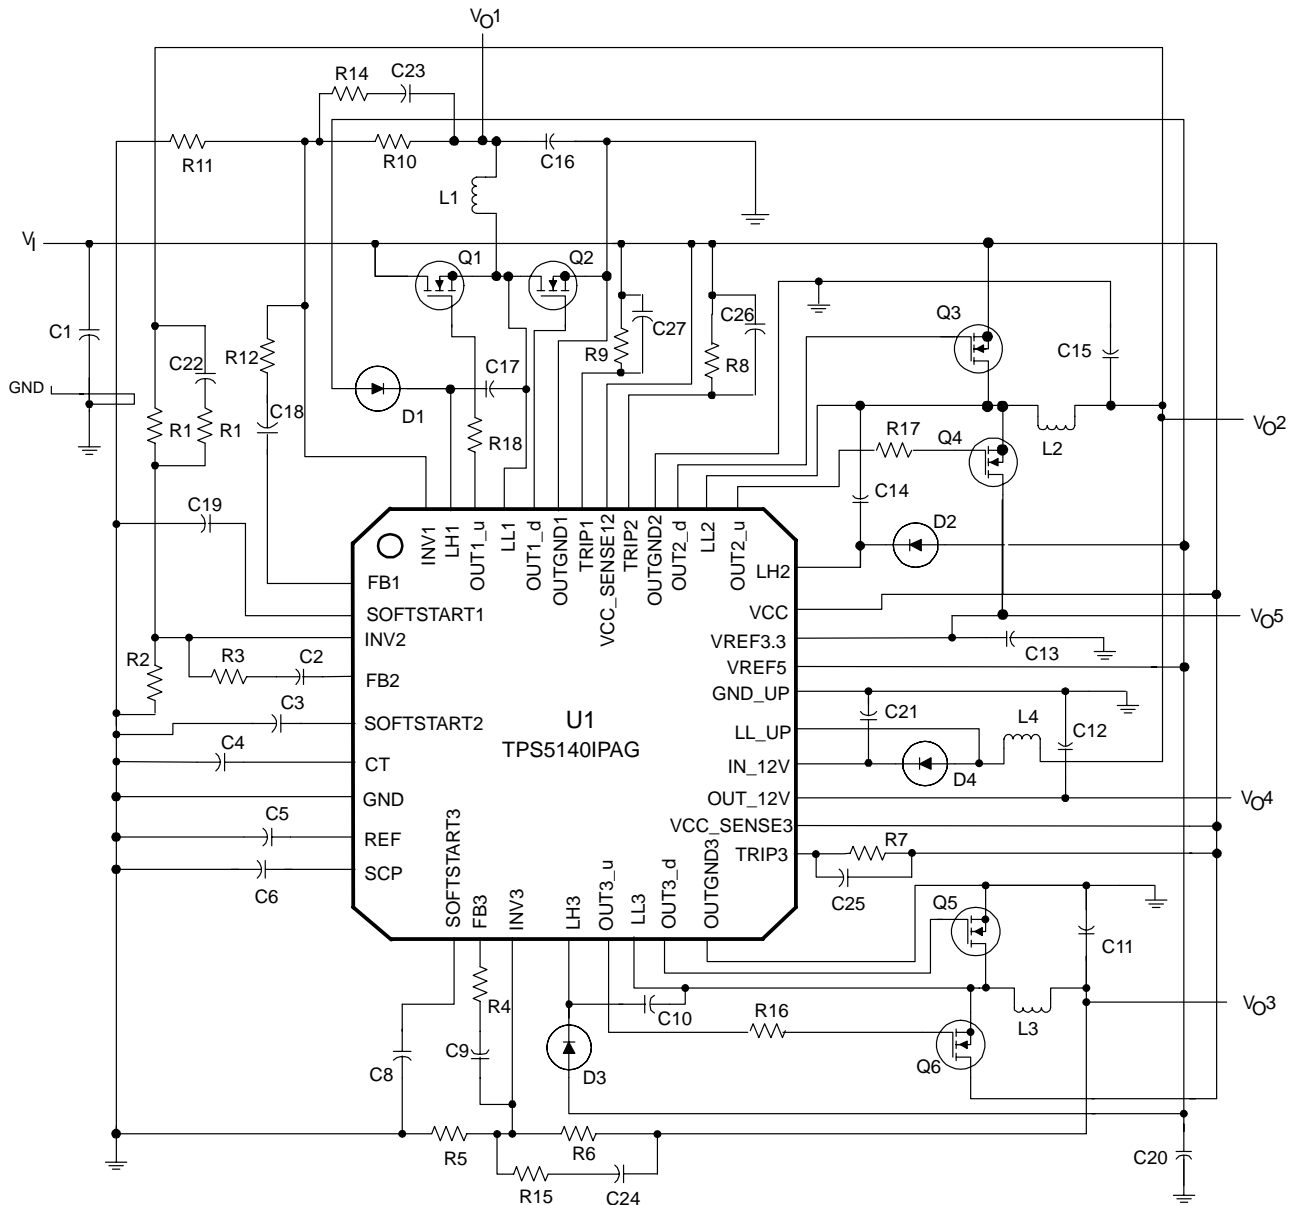 VO1
R14
C23
R11
R10
C16
L1
VI
Q1
Q2
C1
GND
R12
C22
R1
R1
C18
D1
C17
R18
R9
C27
C26
R8
Q3
C15
L2
VO2
R17
Q4
C14
D2
C19
INV1
LH1
OUT1_u
LL1
OUT1_d
OUTGND1
TRIP1
VCC_SENSE12
TRIP2
OUTGND2
OUT2_d
LL2
OUT2_u
FB1
SOFTSTART1
INV2
FB2
SOFTSTART2
CT
GND
REF
SCP
R2
R3
C2
C3
C4
C5
C6
U1
TPS5140IPAG
LH2
VCC
VREF3.3
VREF5
GND_UP
LL_UP
IN_12V
OUT_12V
VCC_SENSE3
TRIP3
VO5
C13
C21
L4
C12
D4
VO4
R7
C25
SOFTSTART3
FB3
INV3
LH3
OUT3_u
LL3
OUT3_d
OUTGND3
Q5
C11
R4
C10
R16
L3
VO3
C8
C9
D3
Q6
R5
R6
R15
C24
C20